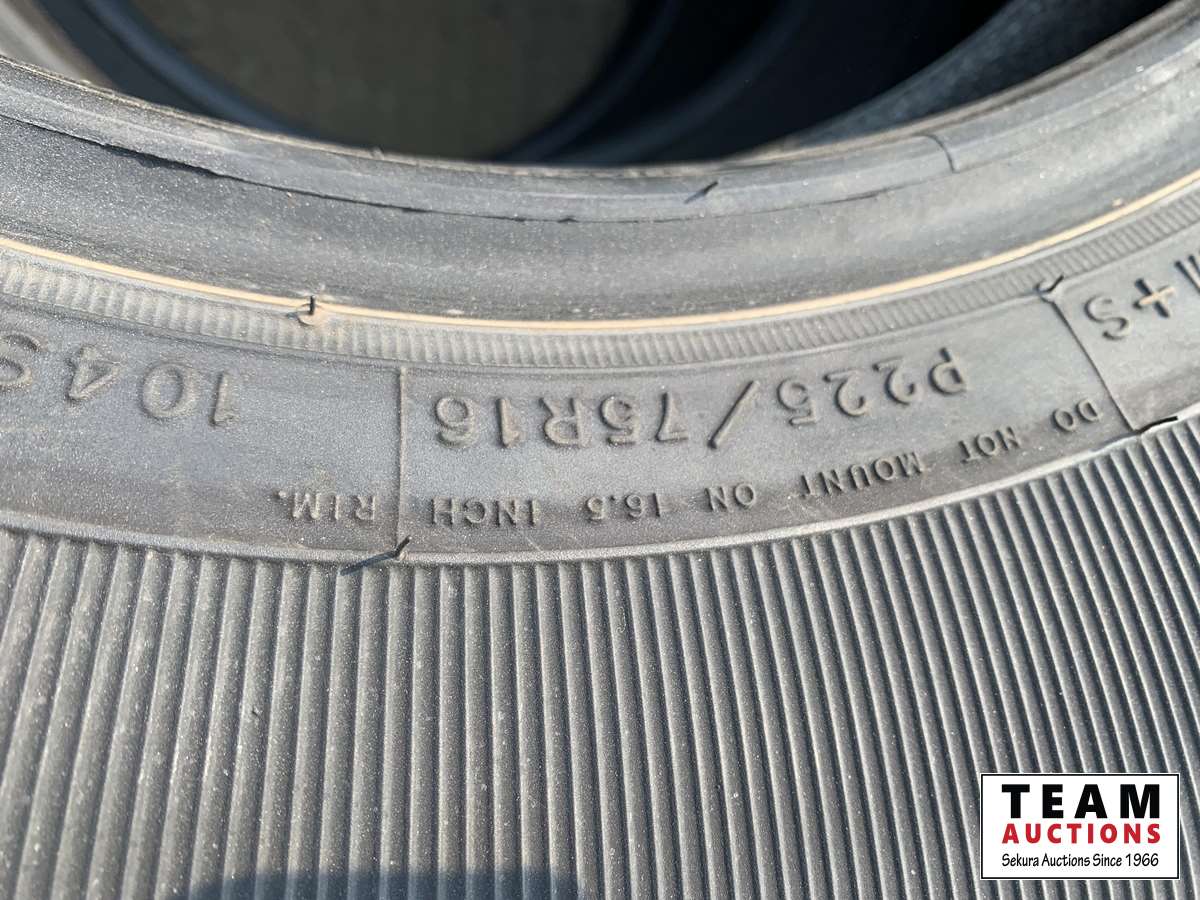 M+S
P225/75R16
104S
DO NOT MOUNT ON 16.5 INCH RIM.
TEAM
AUCTIONS
Sekura Auctions Since 1966